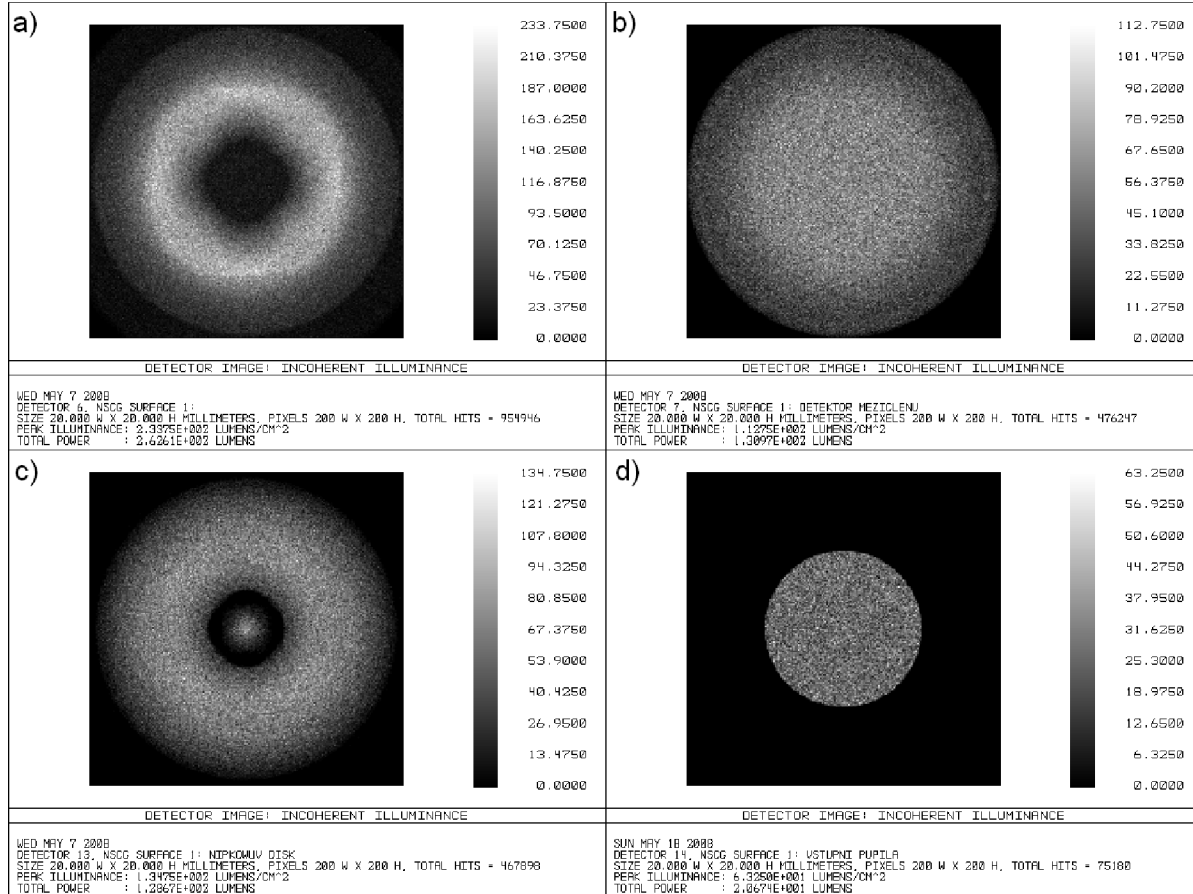 a)
233.7500
210.3750
187.0000
163.6250
140.2500
116.8750
93.5000
70.1250
46.7500
23.3750
0.0000
DETECTOR IMAGE: INCOHERENT ILLUMINANCE
WED MAY 7 2008
DETECTOR 6, NSCG SURFACE 1:
SIZE 20.000 W X 20.000 H MILLIMETERS, PIXELS 200 W X 200 H, TOTAL HITS = 954946
PEAK ILLUMINANCE: 2.3375E+002 LUMENS/CM^2
TOTAL POWER : 2.6261E+002 LUMENS
b)
112.7500
101.4750
90.2000
78.9250
67.6500
56.3750
45.1000
33.8250
22.5500
11.2750
0.0000
DETECTOR IMAGE: INCOHERENT ILLUMINANCE
WED MAY 7 2008
DETECTOR 7, NSCG SURFACE 1: DETEKTOR MEZICLENU
SIZE 20.000 W X 20.000 H MILLIMETERS, PIXELS 200 W X 200 H, TOTAL HITS = 476247
PEAK ILLUMINANCE: 1.1275E+002 LUMENS/CM^2
TOTAL POWER : 1.3097E+002 LUMENS
c)
134.7500
121.2750
107.8000
94.3250
80.8500
67.3750
53.9000
40.4250
26.9500
13.4750
0.0000
DETECTOR IMAGE: INCOHERENT ILLUMINANCE
WED MAY 7 2008
DETECTOR 13, NSCG SURFACE 1: NIPKOWUV DISK
SIZE 20.000 W X 20.000 H MILLIMETERS, PIXELS 200 W X 200 H, TOTAL HITS = 467898
PEAK ILLUMINANCE: 1.3475E+002 LUMENS/CM^2
TOTAL POWER : 1.2867E+002 LUMENS
d)
63.2500
56.9250
50.6000
44.2750
37.9500
31.6250
25.3000
18.9750
12.6500
6.3250
0.0000
DETECTOR IMAGE: INCOHERENT ILLUMINANCE
SUN MAY 18 2008
DETECTOR 14, NSCG SURFACE 1: VSTUPNI PUPILA
SIZE 20.000 W X 20.000 H MILLIMETERS, PIXELS 200 W X 200 H, TOTAL HITS = 75180
PEAK ILLUMINANCE: 6.3250E+001 LUMENS/CM^2
TOTAL POWER : 2.0674E+001 LUMENS